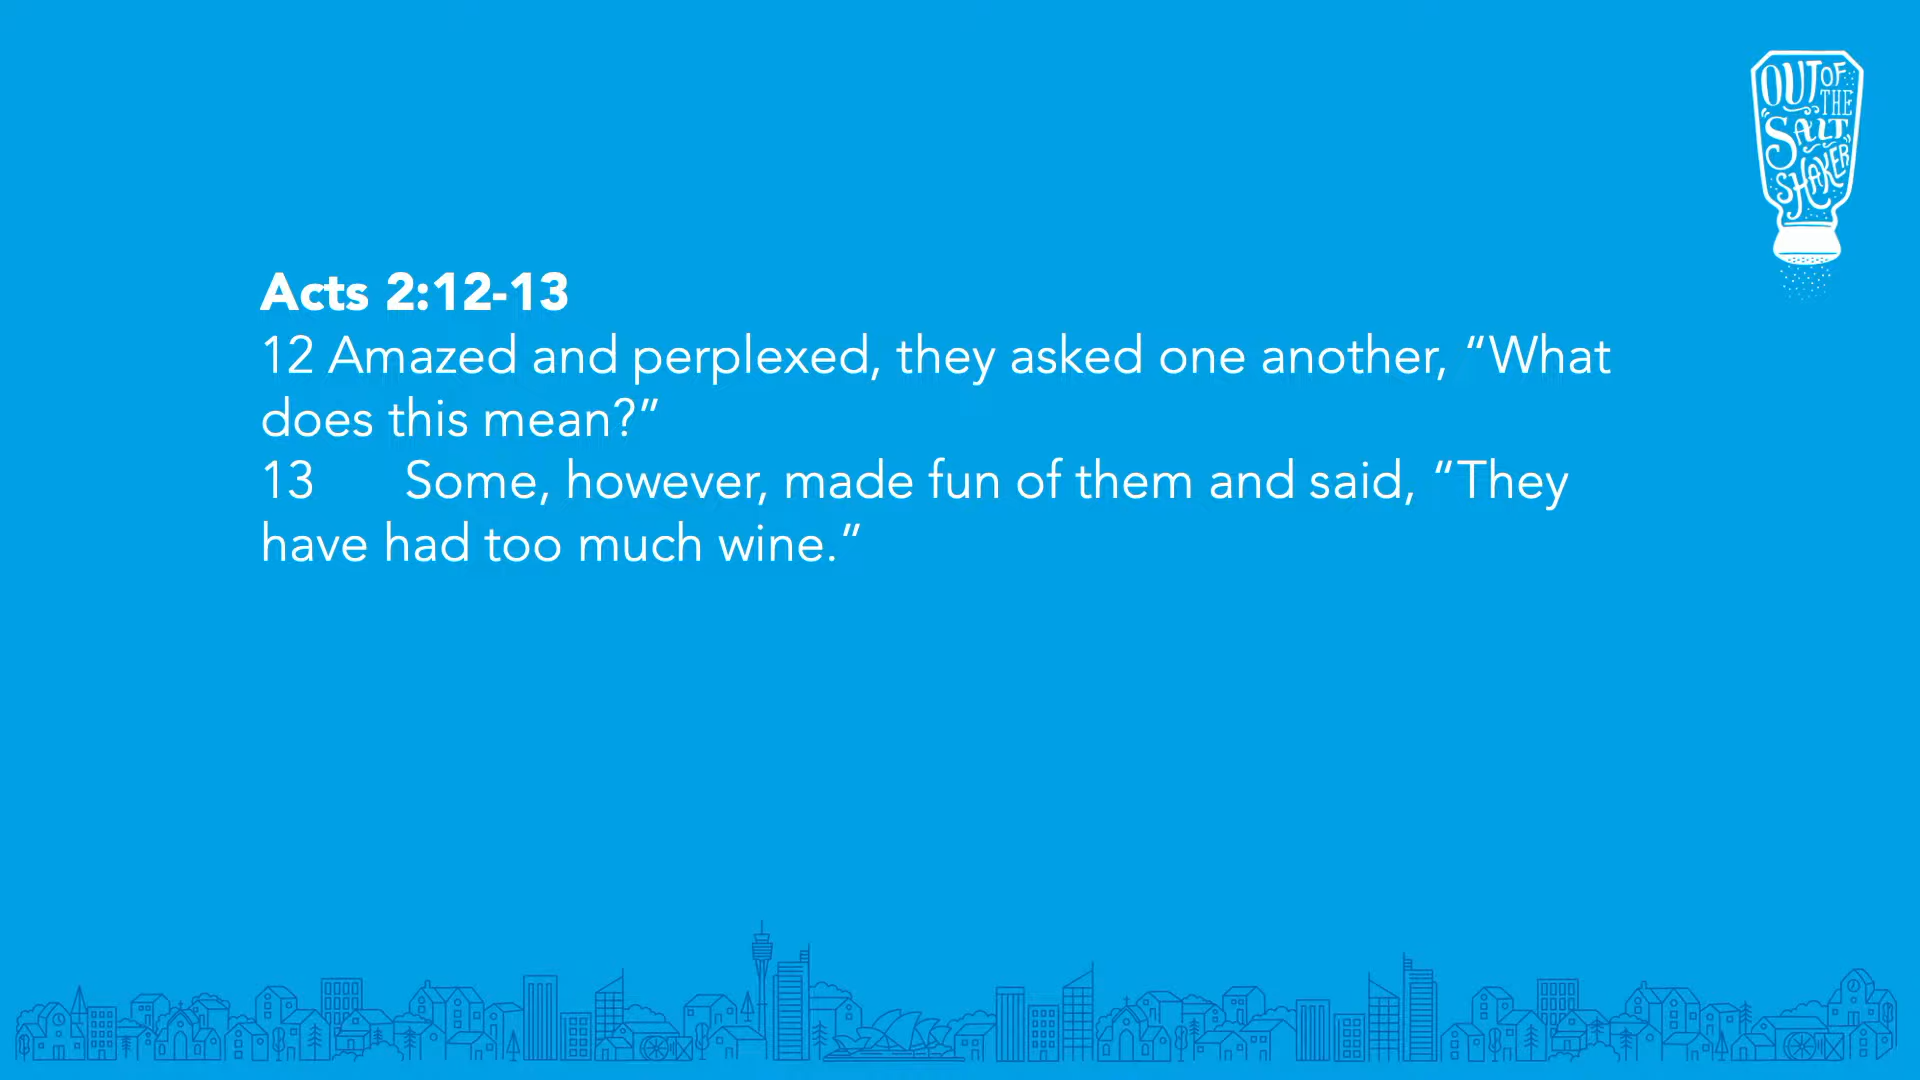 OUT OF
THE
SALT
SHAKER
Acts 2:12-13
12 Amazed and perplexed, they asked one another, “What
does this mean?”
13 Some, however, made fun of them and said, “They
have had too much wine.”